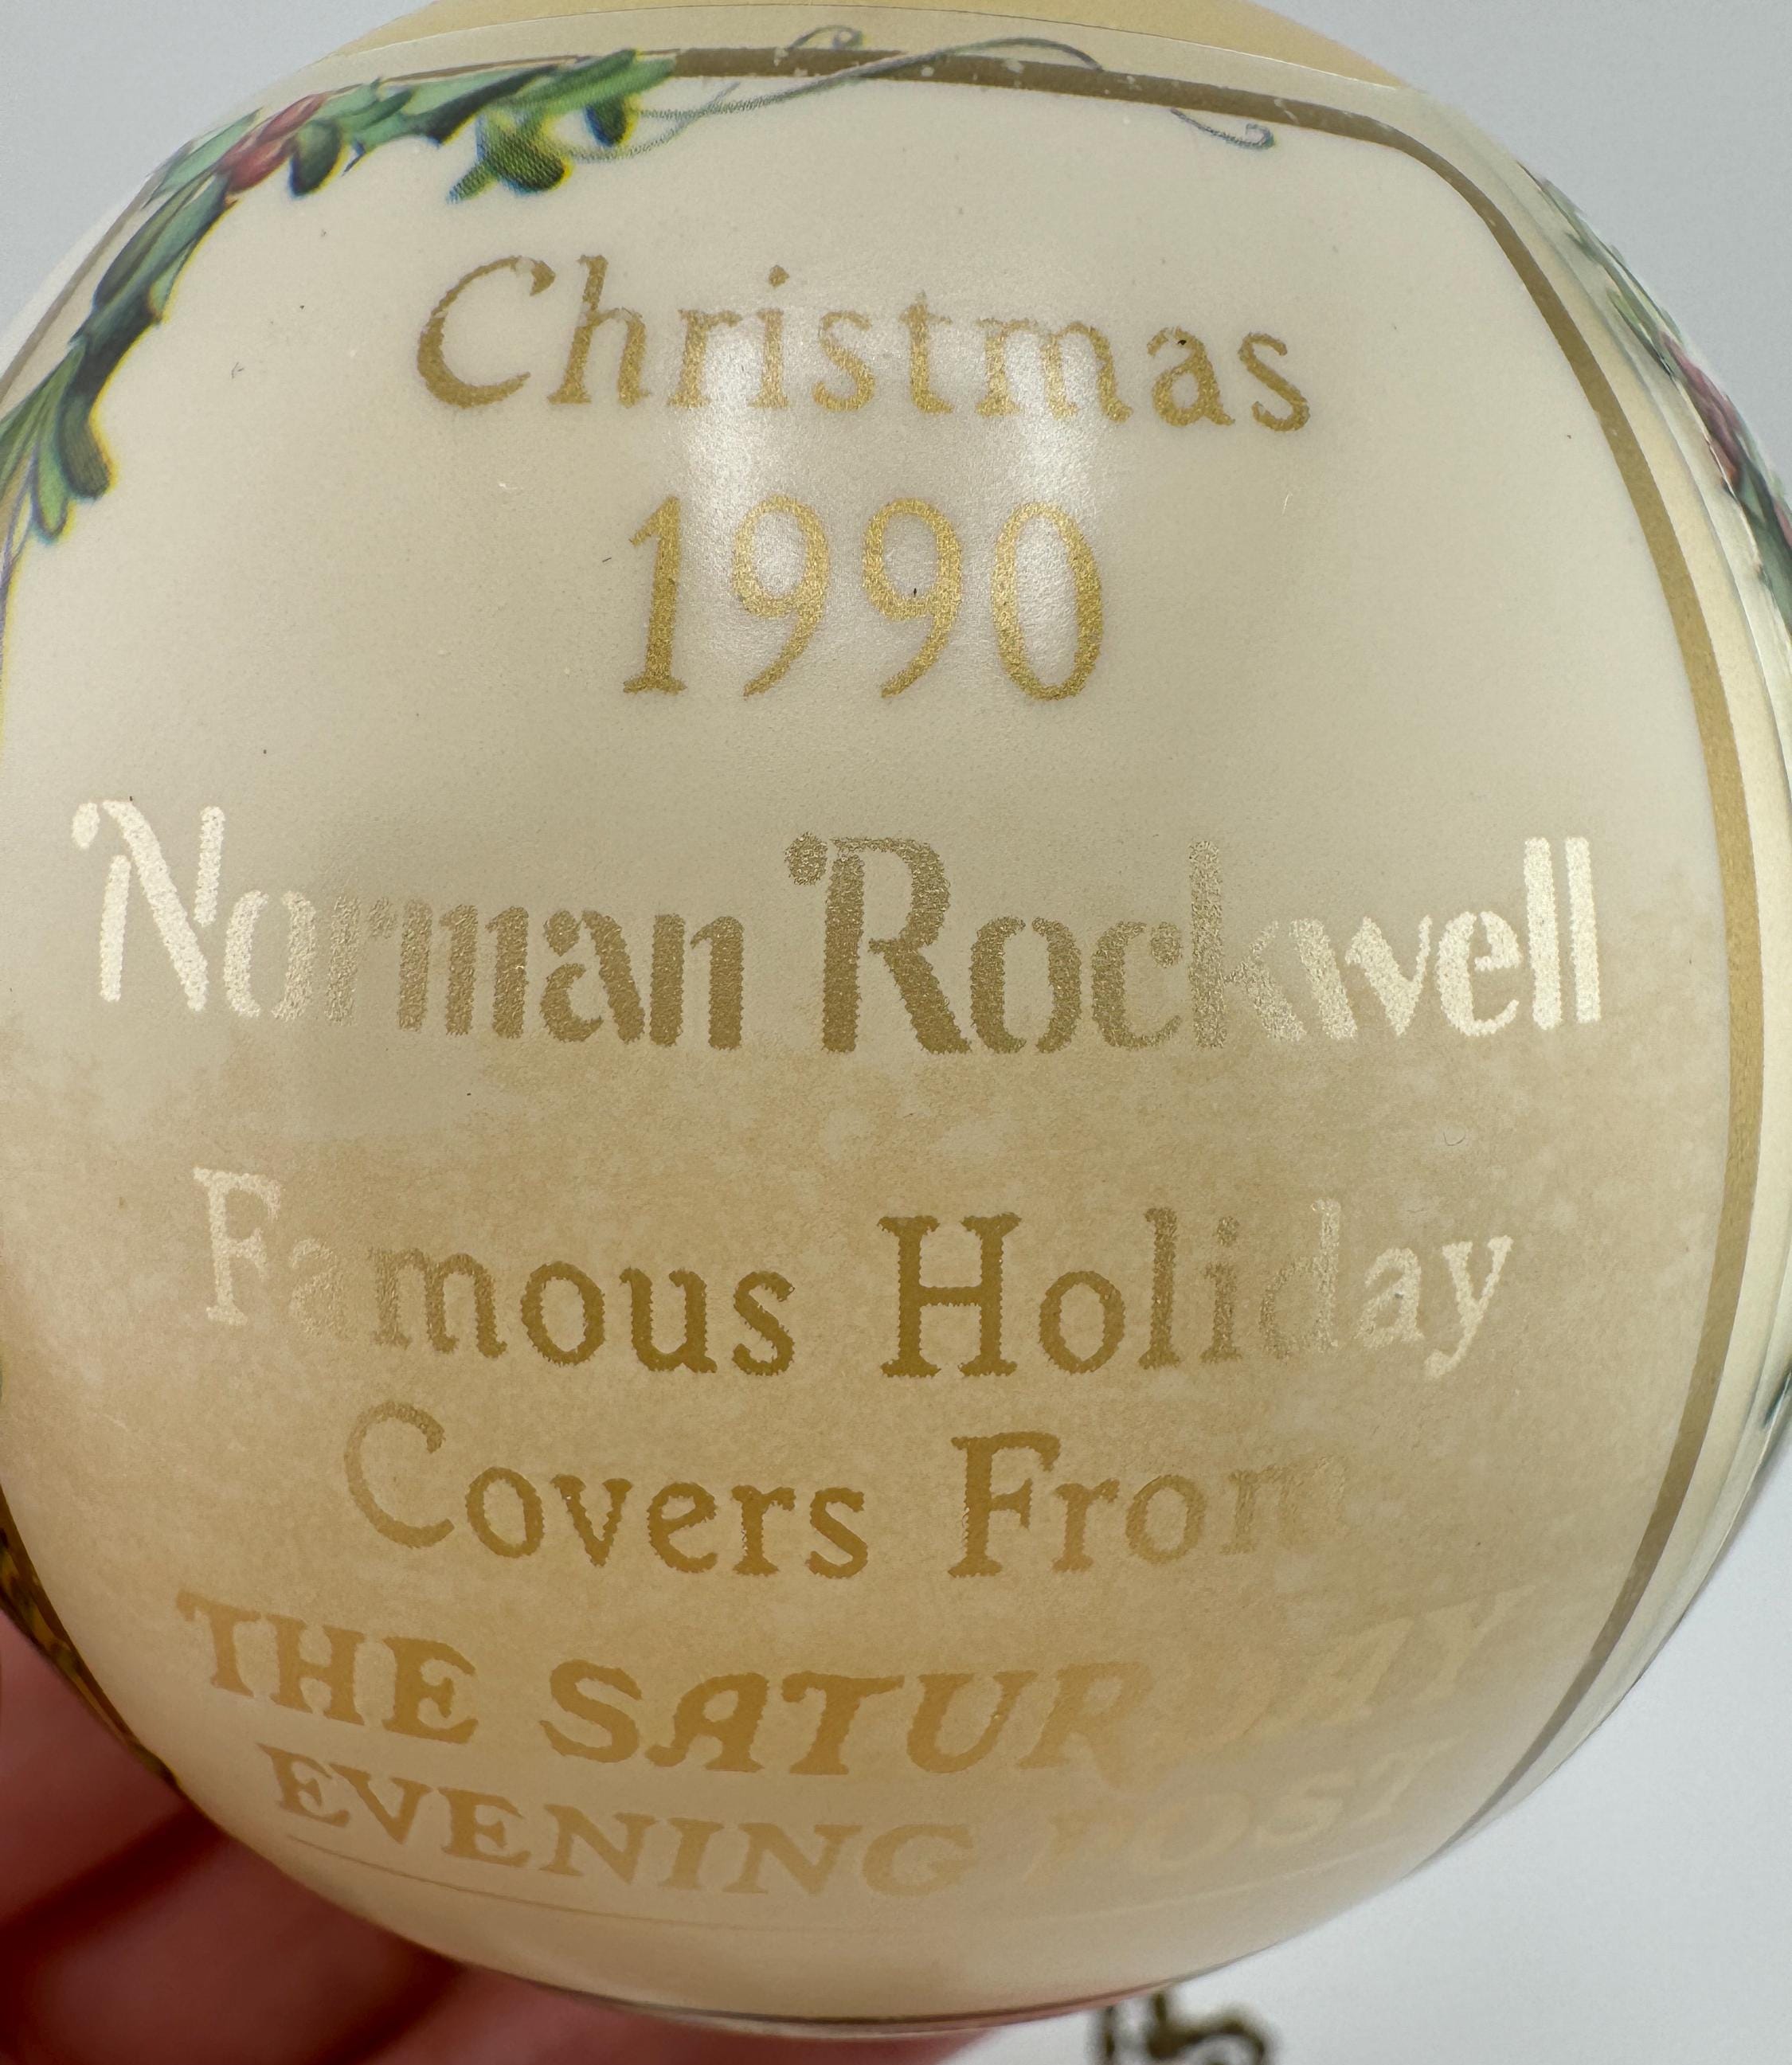 Christmas
1990
Norman Rockwell
Famous Holiday
Covers From
THE SATURDAY
EVENING POST